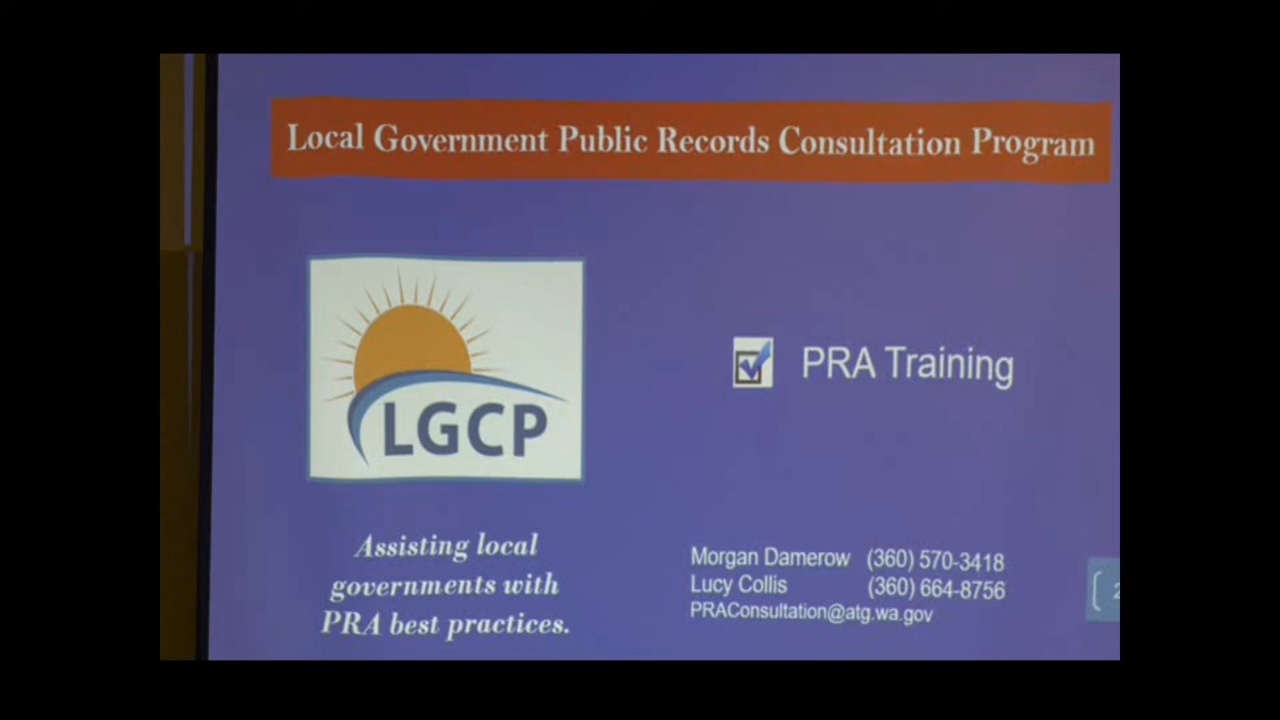 Local Government Public Records Consultation Program
LGCP
PRA Training
Assisting local
governments with
PRA best practices.
Morgan Damerow (360) 570-3418
Lucy Collis (360) 664-8756
PRAConsultation@atg.wa.gov